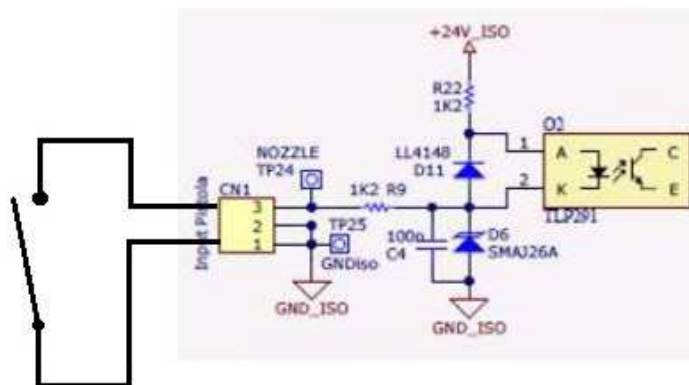 +24V_ISO
R22
1K2
O2
NOZZLE
TP24
LL4148
D11
1
A
C
CN1
1K2 R9
2
K
E
3
TLP291
Input Pistola
2
TP25
1
GNDiso
100n
C4
D6
SMAJ26A
GND_ISO
GND_ISO